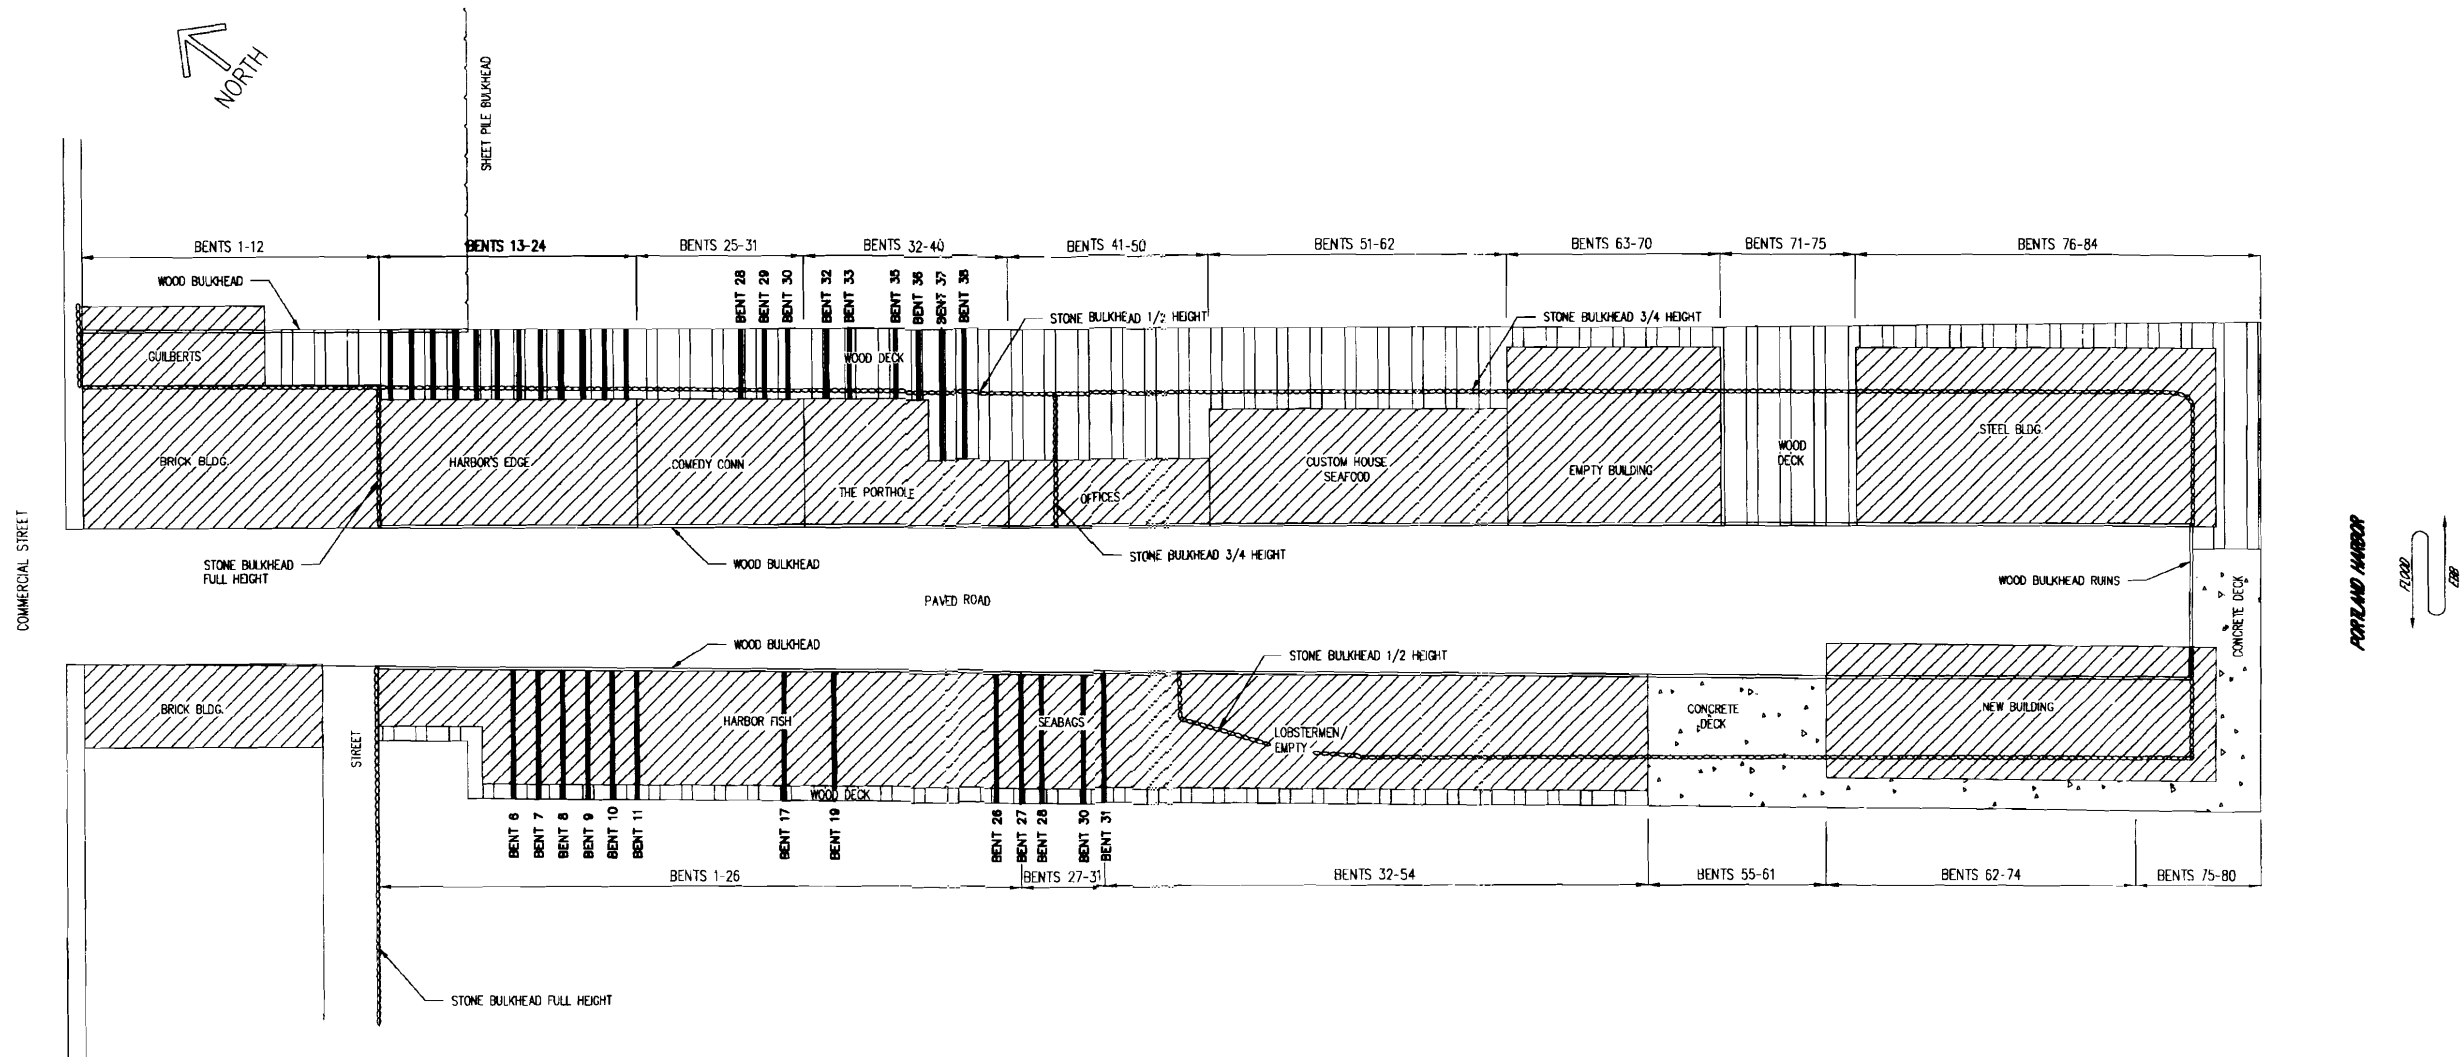 NORTH
SHEET PILE BULKHEAD
BENTS 1-12
BENTS 13-24
BENTS 25-31
BENTS 32-40
BENTS 41-50
BENTS 51-62
BENTS 63-70
BENTS 71-75
BENTS 76-84
WOOD BULKHEAD
BENT 28
BENT 29
BENT 30
BENT 32
BENT 33
BENT 35
BENT 36
BENT 37
BENT 38
STONE BULKHEAD 1/2 HEIGHT
STONE BULKHEAD 3/4 HEIGHT
GUILBERTS
WOOD DECK
BRICK BLDG.
HARBOR'S EDGE
COMEDY CONN
THE PORTHOLE
OFFICES
CUSTOM HOUSE
SEAFOOD
EMPTY BUILDING
WOOD
DECK
STEEL BLDG.
COMMERCIAL STREET
STONE BULKHEAD
FULL HEIGHT
WOOD BULKHEAD
STONE BULKHEAD 3/4 HEIGHT
PAVED ROAD
WOOD BULKHEAD RUINS
CONCRETE DECK
PORTLAND HARBOR
FLOOD
EBB
WOOD BULKHEAD
STONE BULKHEAD 1/2 HEIGHT
BRICK BLDG.
STREET
HARBOR FISH
SEABAGS
LOBSTERMEN/
EMPTY
CONCRETE
DECK
NEW BUILDING
WOOD DECK
BENT 6
BENT 7
BENT 8
BENT 9
BENT 10
BENT 11
BENT 17
BENT 19
BENT 26
BENT 27
BENT 28
BENT 30
BENT 31
BENTS 1-26
BENTS 27-31
BENTS 32-54
BENTS 55-61
BENTS 62-74
BENTS 75-80
STONE BULKHEAD FULL HEIGHT